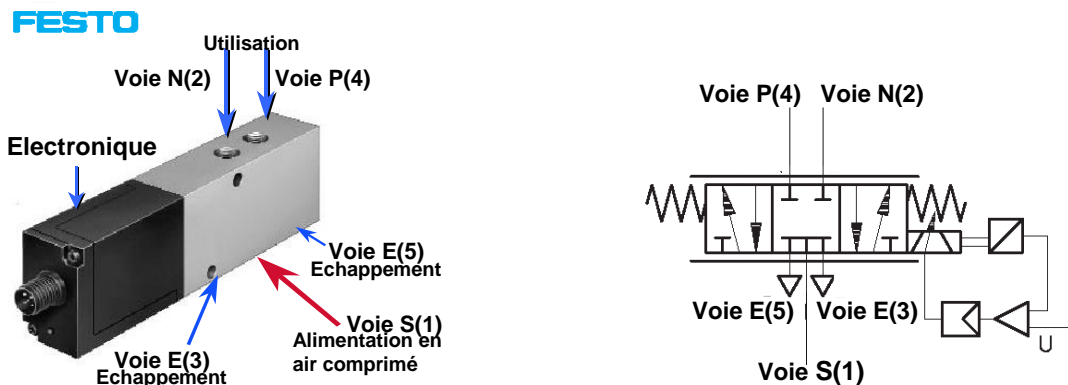 FESTO
Utilisation
Voie N(2)
Voie P(4)
Electronique
Voie E(5)
Echappement
Voie S(1)
Alimentation en
air comprimé
Voie E(3)
Echappement
Voie P(4)
Voie N(2)
Voie E(5)
Voie E(3)
U
Voie S(1)